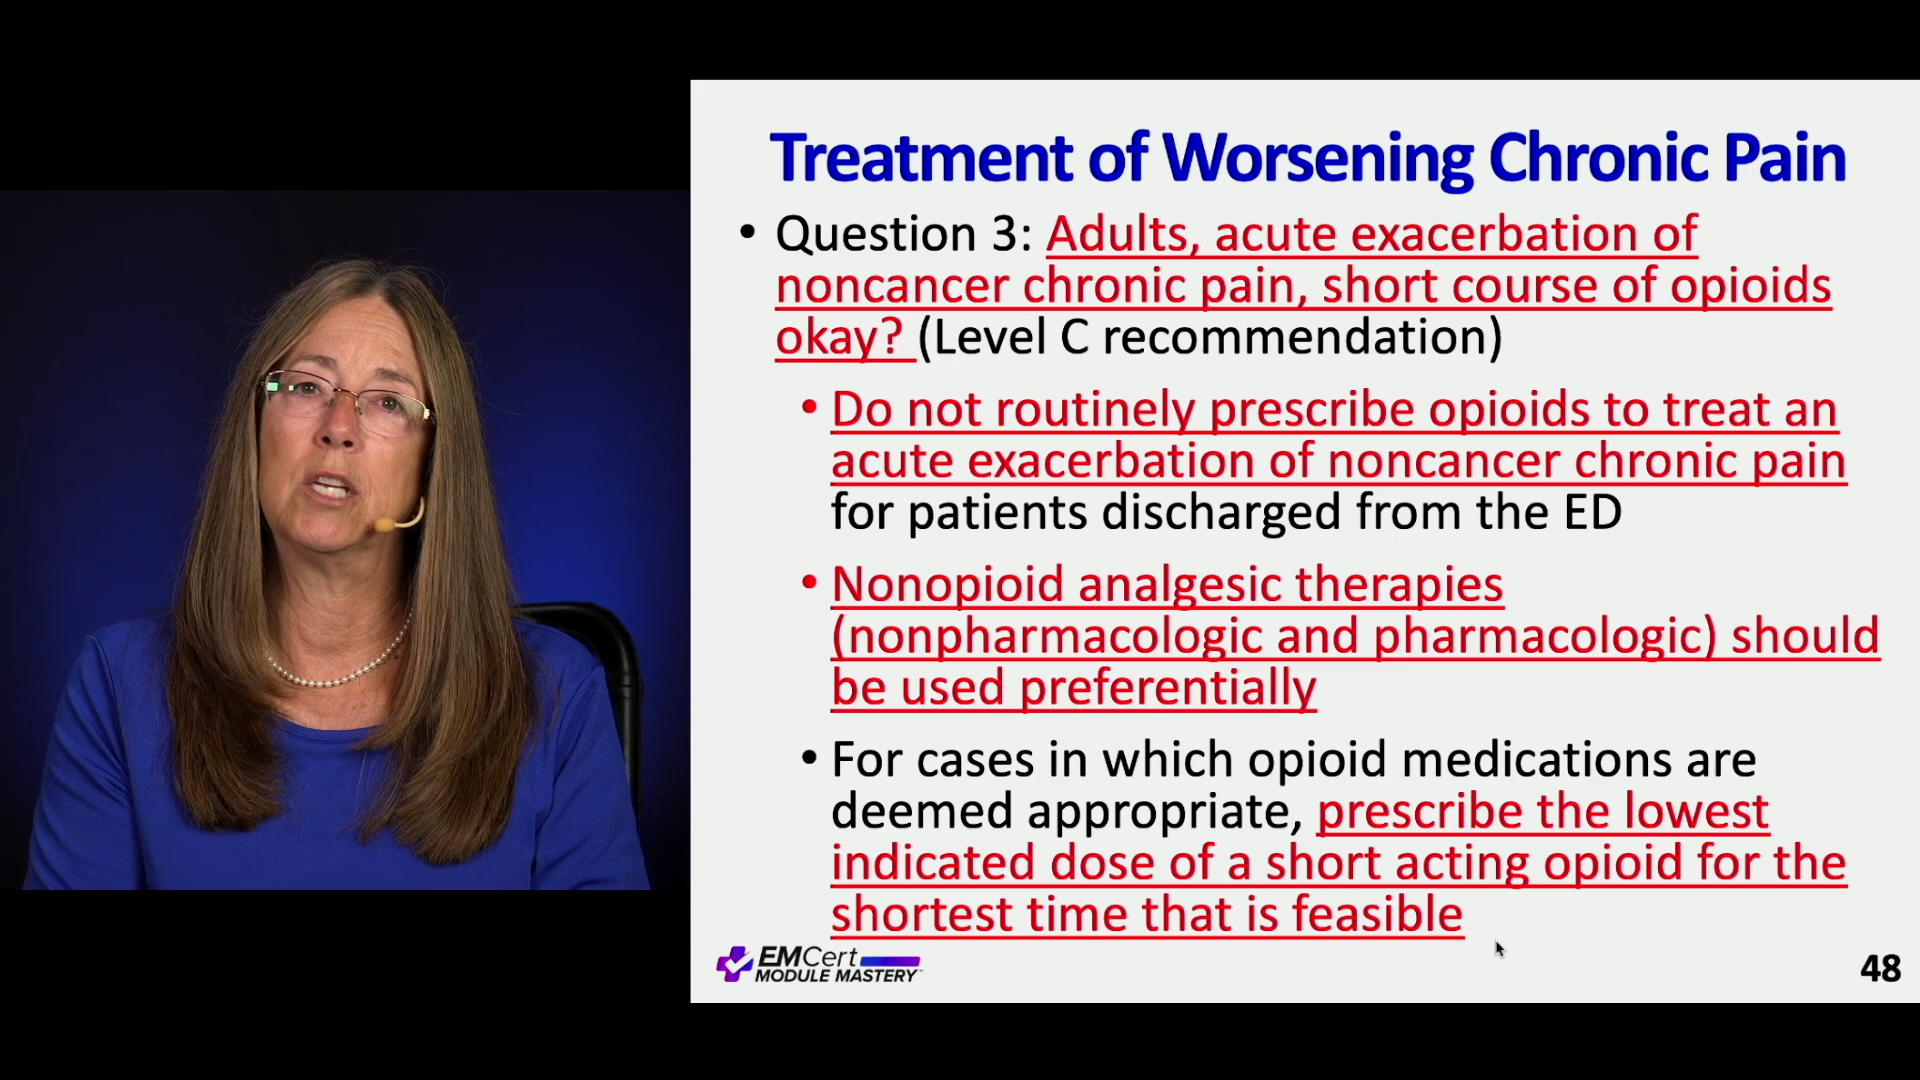 Treatment of Worsening Chronic Pain
• Question 3: Adults, acute exacerbation of
noncancer chronic pain, short course of opioids
okay? (Level C recommendation)
• Do not routinely prescribe opioids to treat an
acute exacerbation of noncancer chronic pain
for patients discharged from the ED
• Nonopioid analgesic therapies
(nonpharmacologic and pharmacologic) should
be used preferentially
• For cases in which opioid medications are
deemed appropriate, prescribe the lowest
indicated dose of a short acting opioid for the
shortest time that is feasible
EMCert
MODULE MASTERY™
48